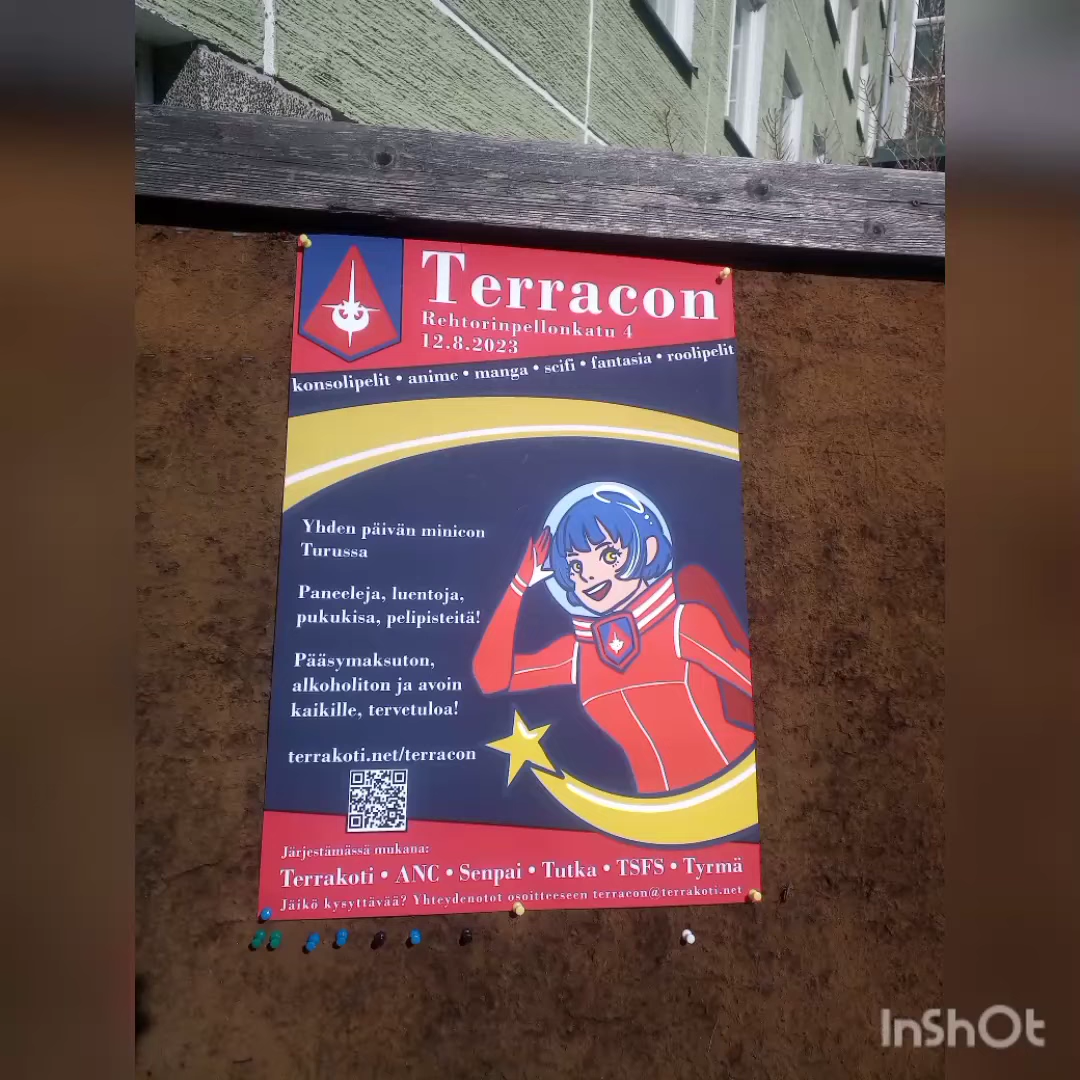 Terracon
Rehtorinpellonkatu 4
12.8.2023
konsolipelit • anime • manga • scifi • fantasia • roolipelit
Yhden päivän minicon
Turussa
Paneeleja, luentoja,
pukukisa, pelipisteitä!
Pääsymaksuton,
alkoholiton ja avoin
kaikille, tervetuloa!
terrakoti.net/terracon
Järjestämässä mukana:
Terrakoti • ANC • Senpai • Tutka • TSFS • Tyrmä
Jäikö kysyttävää? Yhteydenotot osoitteeseen terracon@terrakoti.net
InShOt